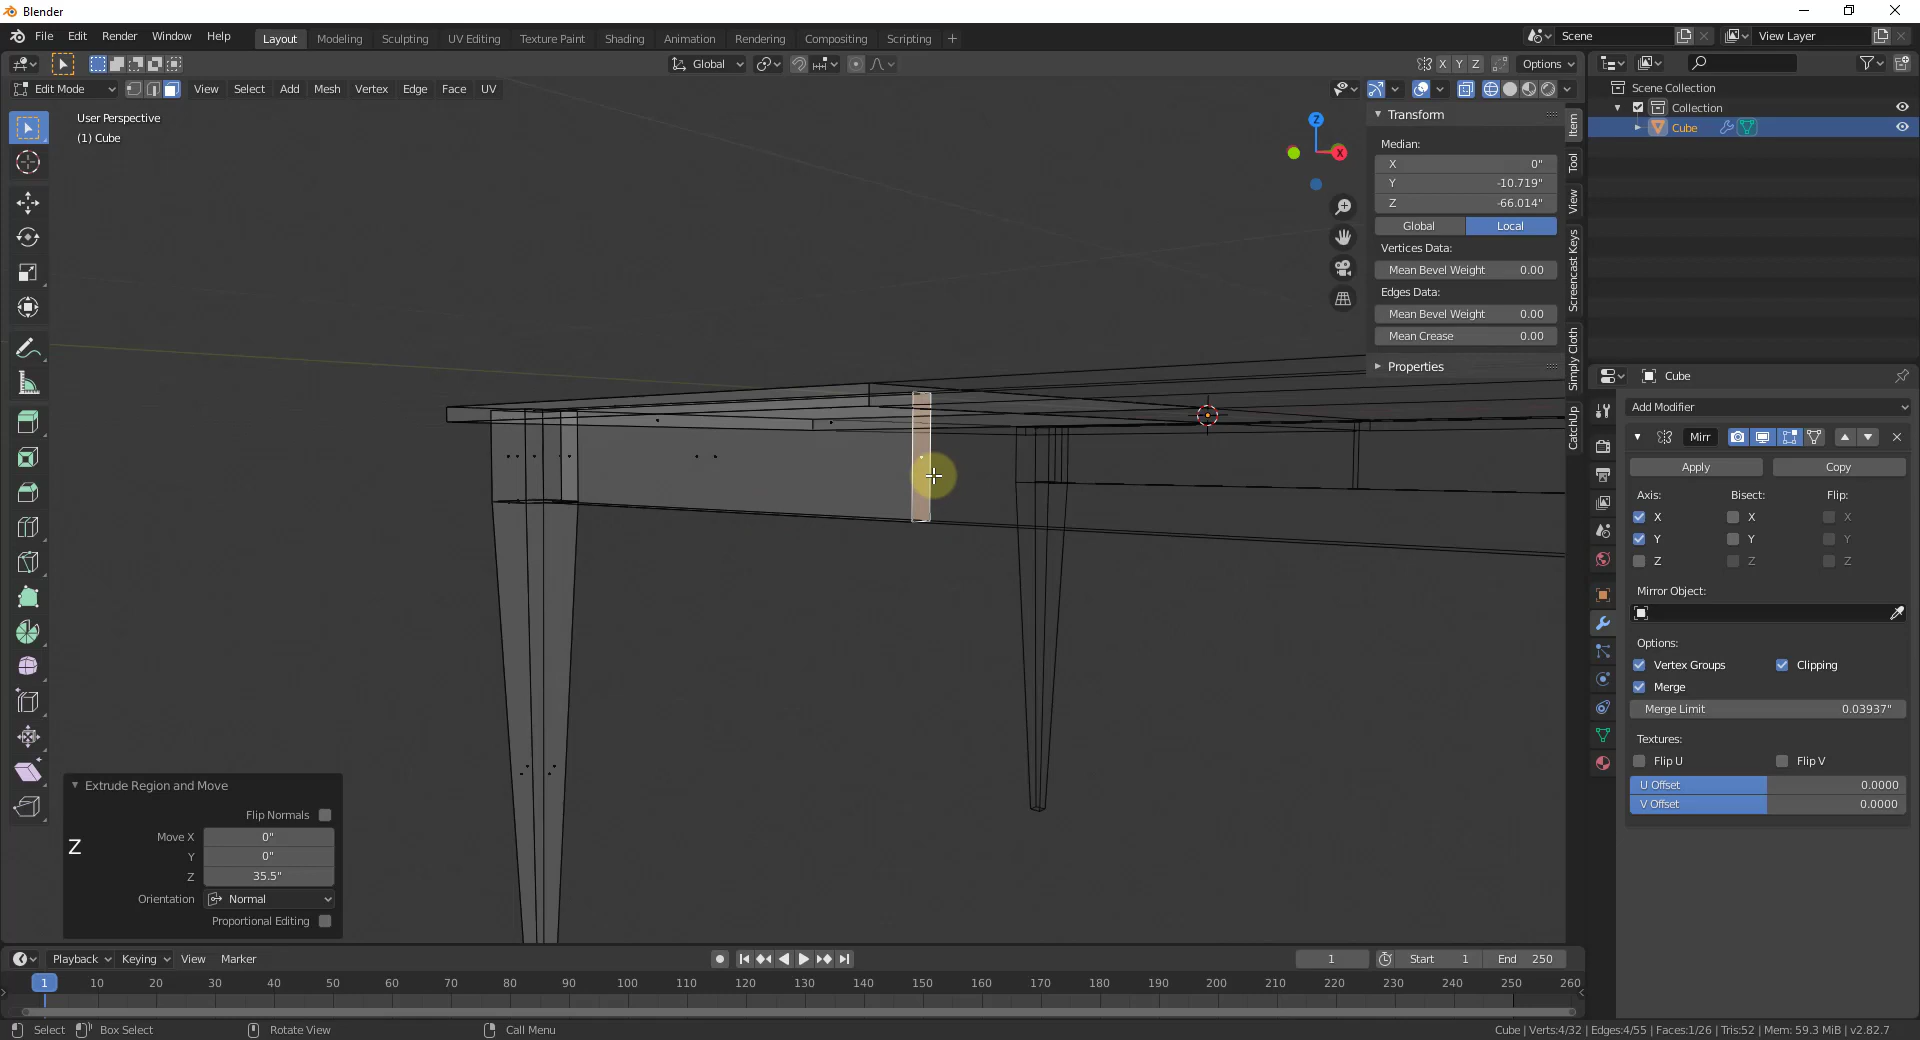 Blender
File Edit Render Window Help Layout Modeling Sculpting UV Editing Texture Paint Shading Animation Rendering Compositing Scripting + Scene View Layer
Global X Y Z Options
Edit Mode View Select Add Mesh Vertex Edge Face UV
User Perspective
(1) Cube
Z
X
Transform
Median:
X 0"
Y -10.719"
Z -66.014"
Global Local
Vertices Data:
Mean Bevel Weight 0.00
Edges Data:
Mean Bevel Weight 0.00
Mean Crease 0.00
Properties
Item
Tool
View
Screencast Keys
Simply Cloth
CatchUp
Scene Collection
Collection
Cube
Cube
Add Modifier
Mirr
Apply Copy
Axis: Bisect: Flip:
X X X
Y Y Y
Z Z Z
Mirror Object:
Options:
Vertex Groups Clipping
Merge
Merge Limit 0.03937"
Textures:
Flip U Flip V
U Offset 0.0000
V Offset 0.0000
Extrude Region and Move
Flip Normals
Move X 0"
Y 0"
Z 35.5"
Orientation Normal
Proportional Editing
Z
Playback Keying View Marker 1 Start 1 End 250
1 10 20 30 40 50 60 70 80 90 100 110 120 130 140 150 160 170 180 190 200 210 220 230 240 250 260
Select Box Select Rotate View Call Menu Cube | Verts:4/32 | Edges:4/55 | Faces:1/26 | Tris:52 | Mem: 59.3 MiB | v2.82.7